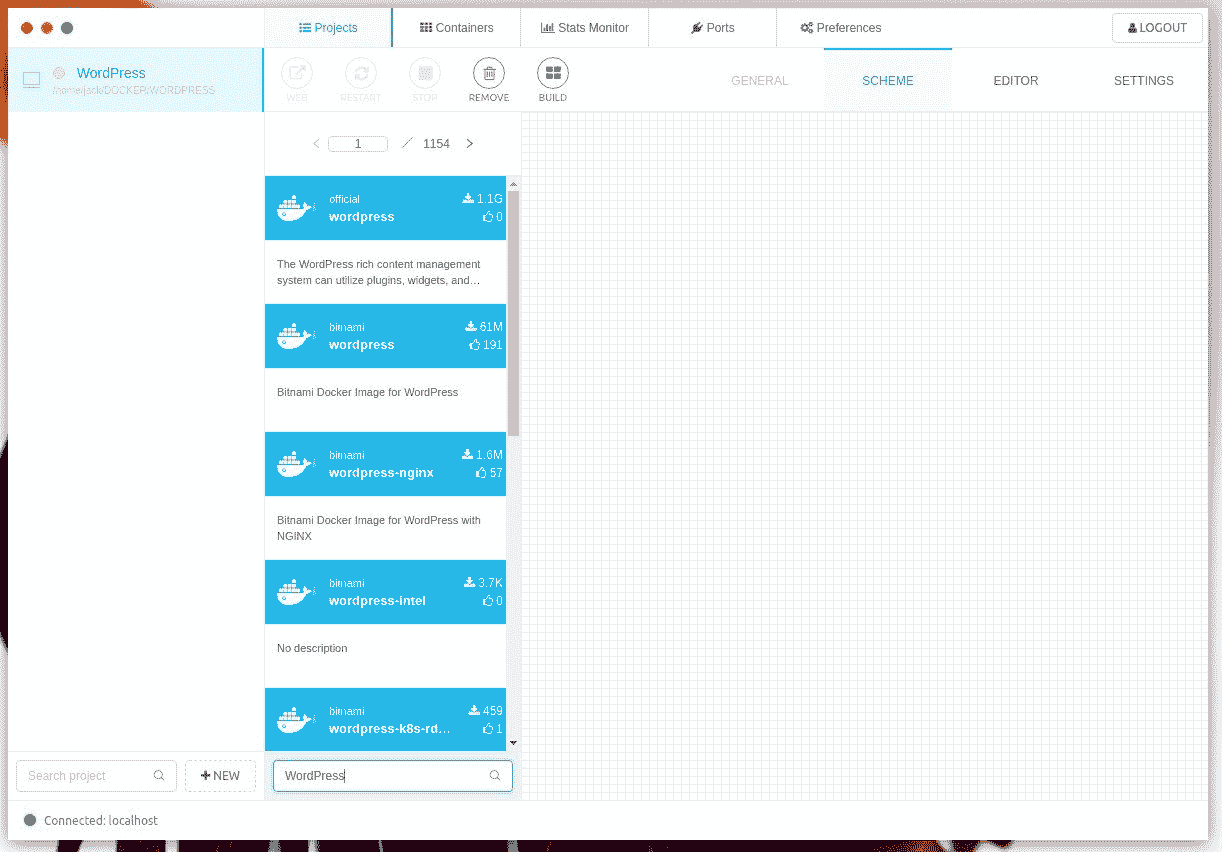 Projects
Containers
Stats Monitor
Ports
Preferences
LOGOUT
WordPress
/home/jack/DOCKER/WORDPRESS
WEB
RESTART
STOP
REMOVE
BUILD
GENERAL
SCHEME
EDITOR
SETTINGS
1 / 1154
official
1.1G
wordpress
0
The WordPress rich content management
system can utilize plugins, widgets, and…
bitnami
61M
wordpress
191
Bitnami Docker Image for WordPress
bitnami
1.6M
wordpress-nginx
57
Bitnami Docker Image for WordPress with
NGINX
bitnami
3.7K
wordpress-intel
0
No description
bitnami
459
wordpress-k8s-rd…
1
Search project
NEW
WordPress
Connected: localhost